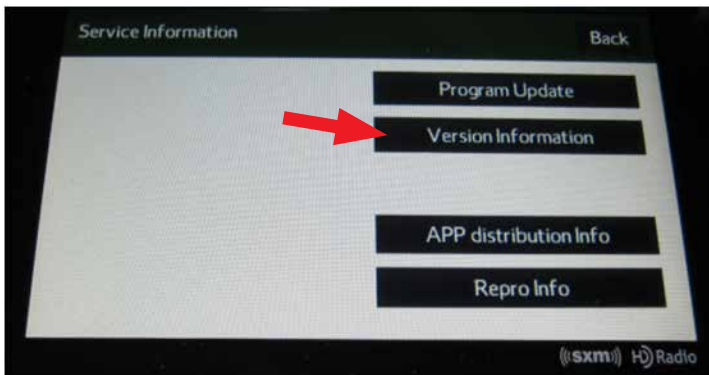 Service Information
Back
Program Update
Version Information
APP distribution Info
Repro Info
((sxm)) HD Radio